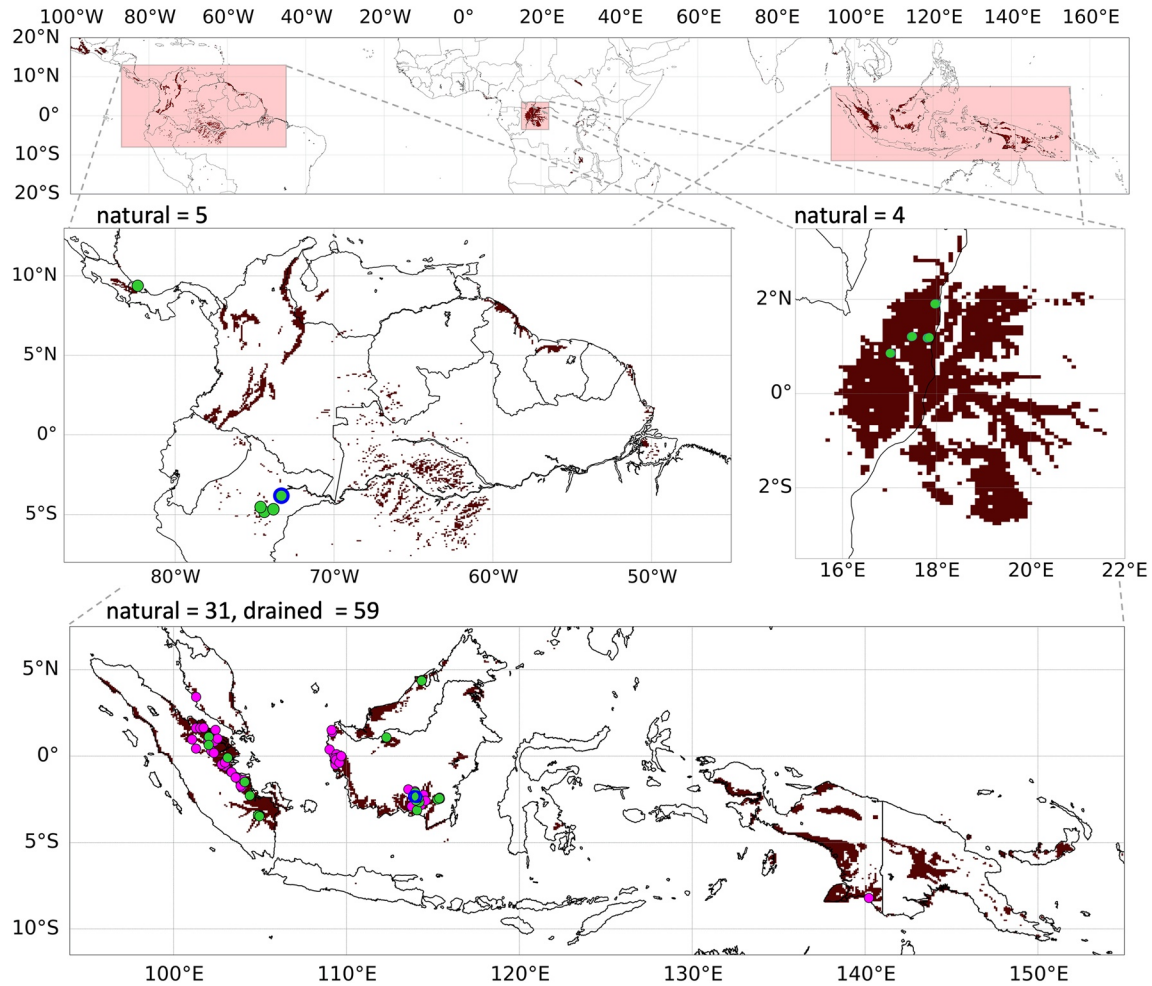 100°W 80°W 60°W 40°W 20°W 0° 20°E 40°E 60°E 80°E 100°E 120°E 140°E 160°E
20°N
10°N
0°
10°S
20°S
natural = 5
natural = 4
10°N
5°N
0°
5°S
80°W 70°W 60°W 50°W
2°N
0°
2°S
16°E 18°E 20°E 22°E
natural = 31, drained = 59
5°N
0°
5°S
10°S
100°E 110°E 120°E 130°E 140°E 150°E